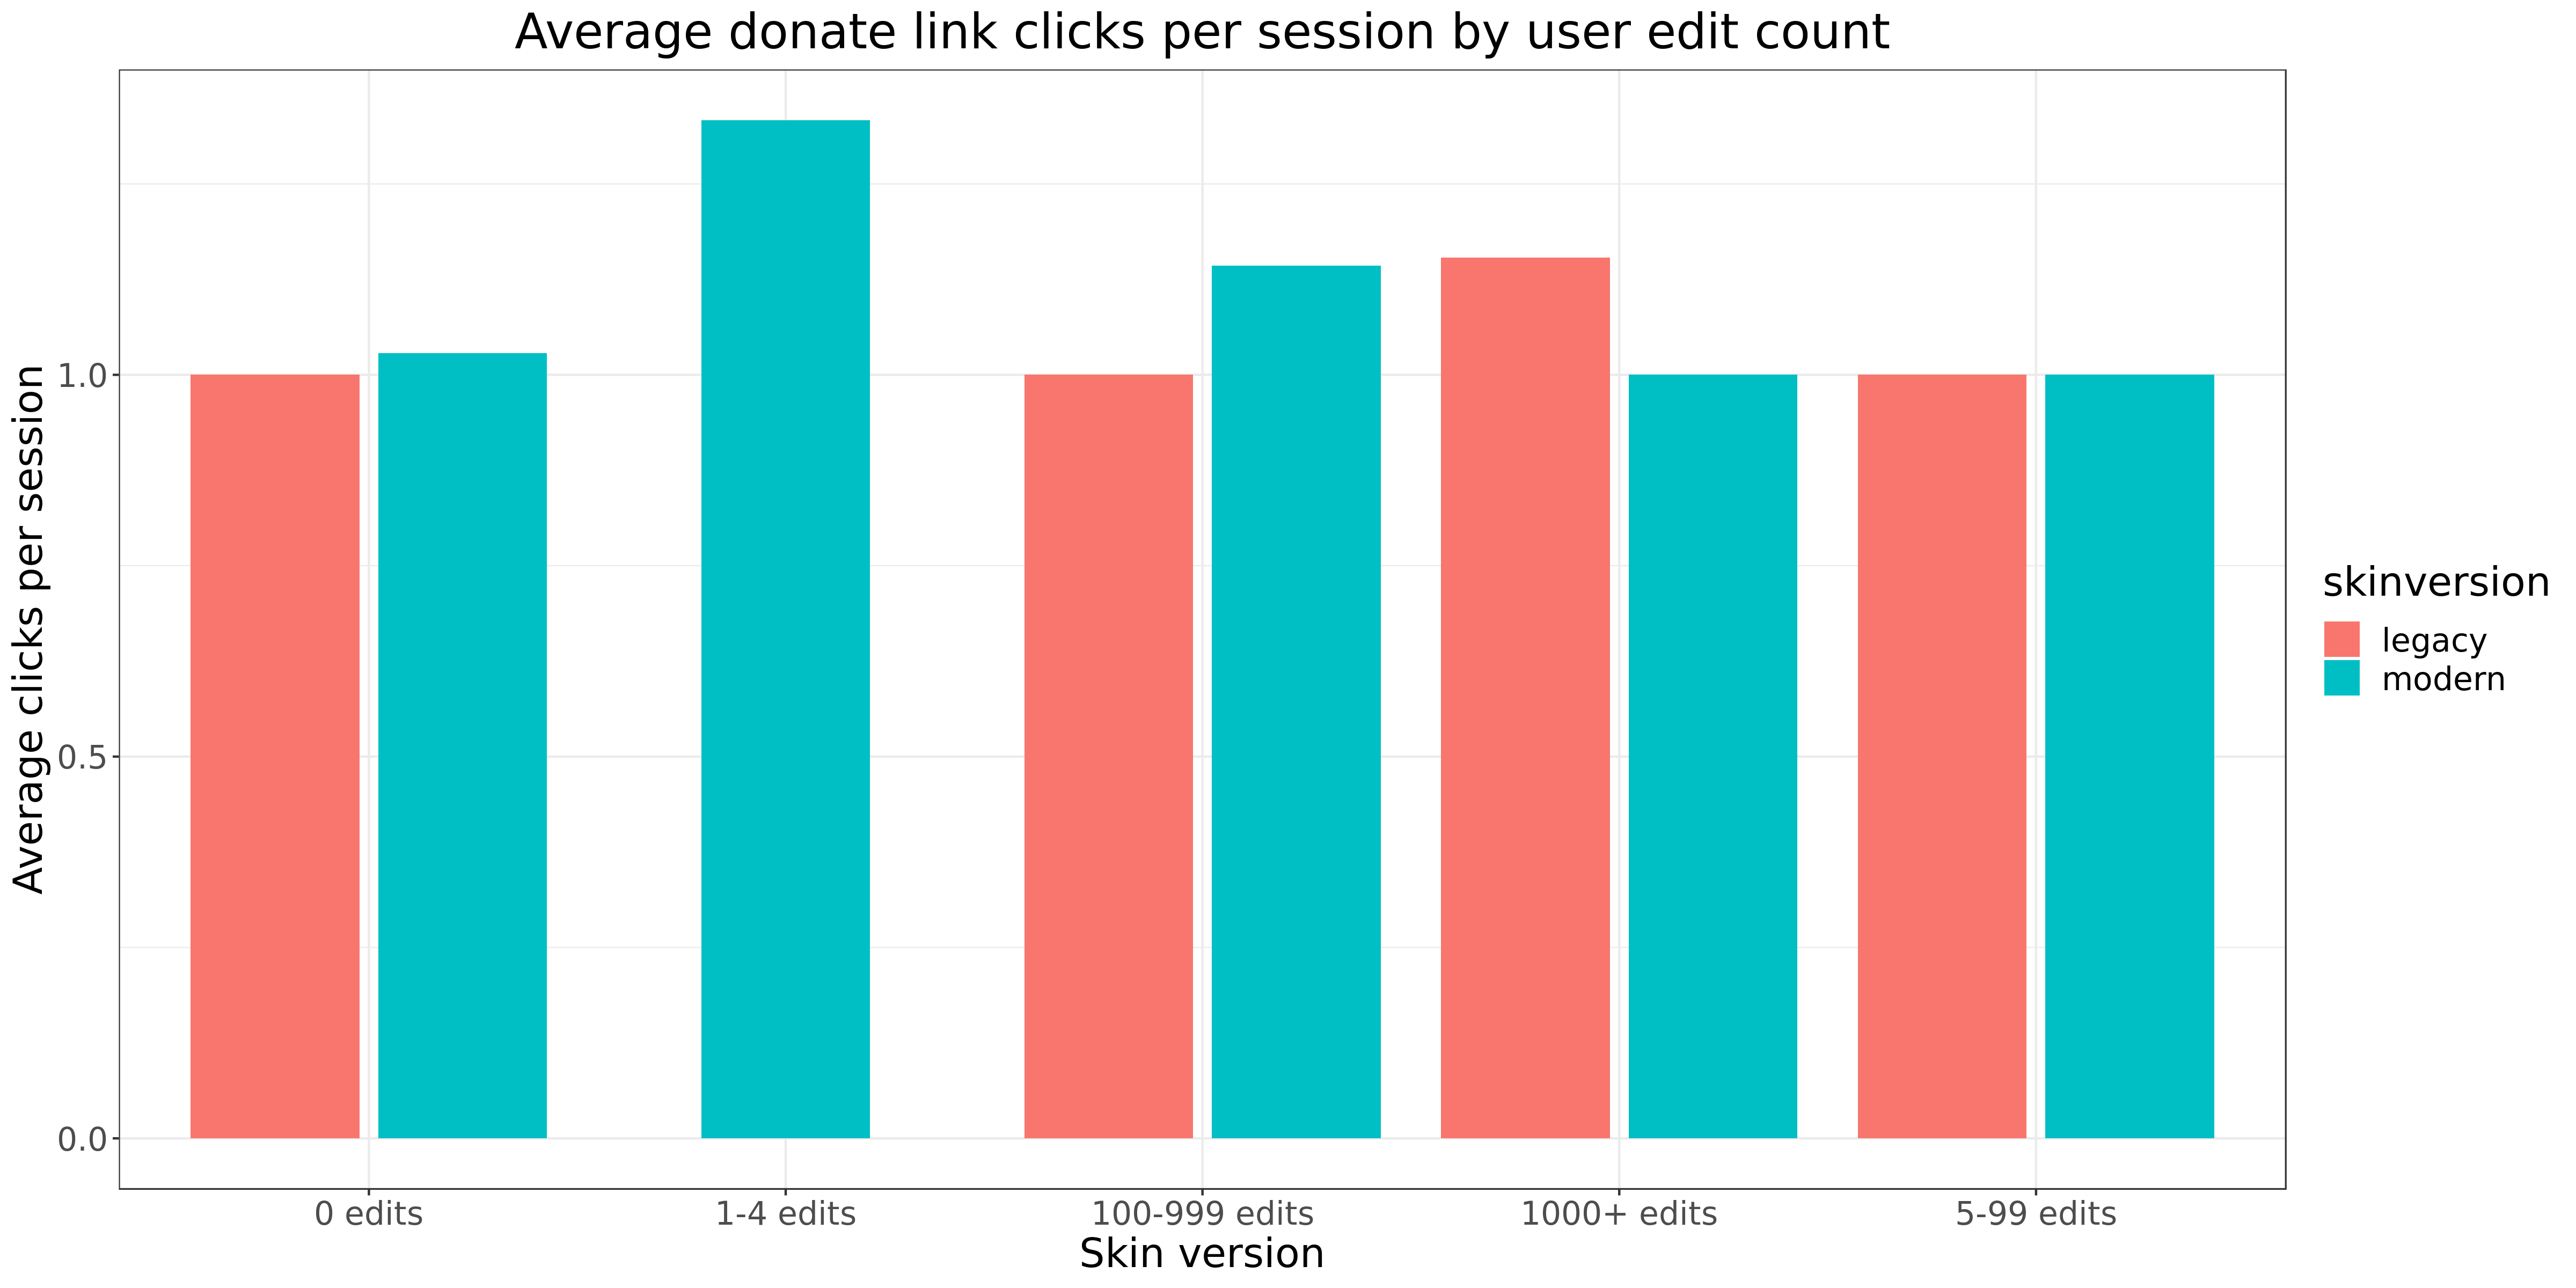 Average donate link clicks per session by user edit count
Average clicks per session
1.0
0.5
0.0
0 edits
1-4 edits
100-999 edits
1000+ edits
5-99 edits
Skin version
skinversion
legacy
modern